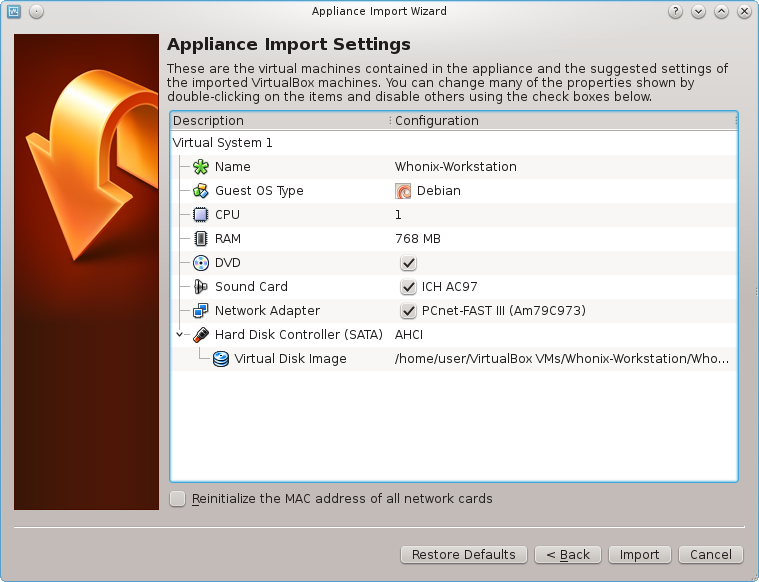 Appliance Import Wizard
Appliance Import Settings
These are the virtual machines contained in the appliance and the suggested settings of
the imported VirtualBox machines. You can change many of the properties shown by
double-clicking on the items and disable others using the check boxes below.
Description Configuration
Virtual System 1
Name Whonix-Workstation
Guest OS Type Debian
CPU 1
RAM 768 MB
DVD
Sound Card ICH AC97
Network Adapter PCnet-FAST III (Am79C973)
Hard Disk Controller (SATA) AHCI
Virtual Disk Image /home/user/VirtualBox VMs/Whonix-Workstation/Who...
Reinitialize the MAC address of all network cards
Restore Defaults < Back Import Cancel